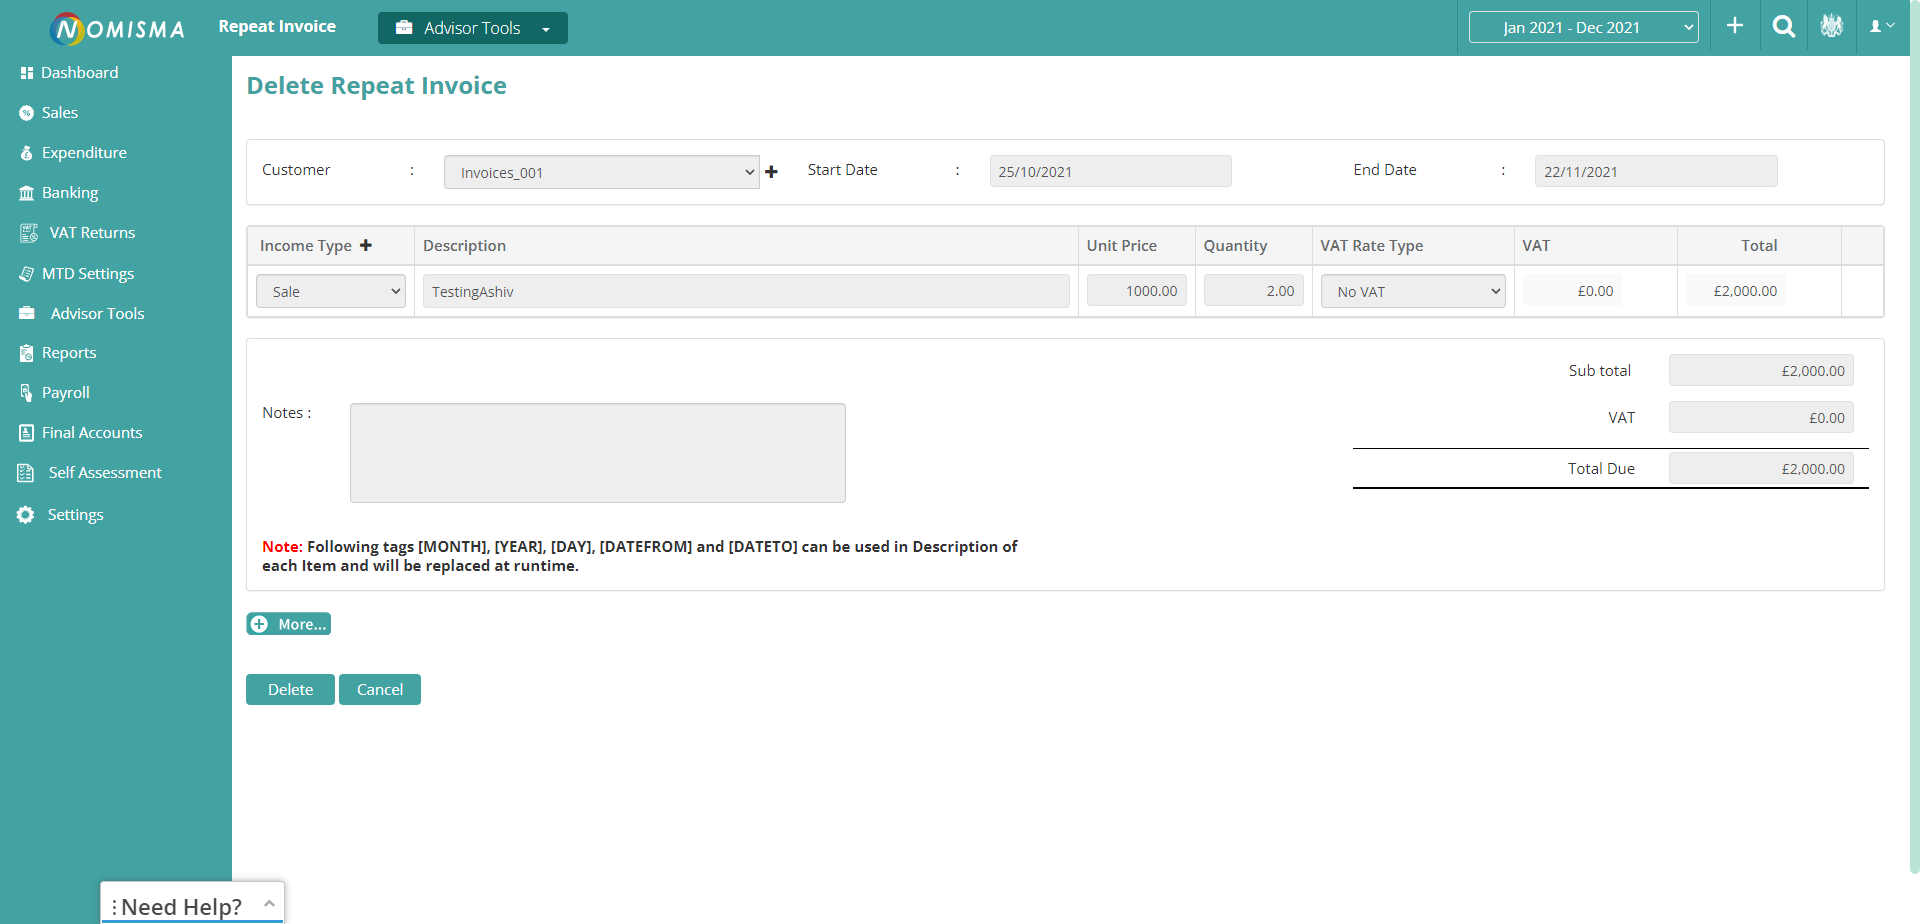 NOMISMA
Repeat Invoice
Advisor Tools
Jan 2021 - Dec 2021
Dashboard
Sales
Expenditure
Banking
VAT Returns
MTD Settings
Advisor Tools
Reports
Payroll
Final Accounts
Self Assessment
Settings
Delete Repeat Invoice
Customer : Invoices_001 Start Date : 25/10/2021 End Date : 22/11/2021
Income Type Description Unit Price Quantity VAT Rate Type VAT Total
Sale TestingAshiv 1000.00 2.00 No VAT £0.00 £2,000.00
Sub total £2,000.00
Notes :
VAT £0.00
Total Due £2,000.00
Note: Following tags [MONTH], [YEAR], [DAY], [DATEFROM] and [DATETO] can be used in Description of
each Item and will be replaced at runtime.
More...
Delete Cancel
Need Help?